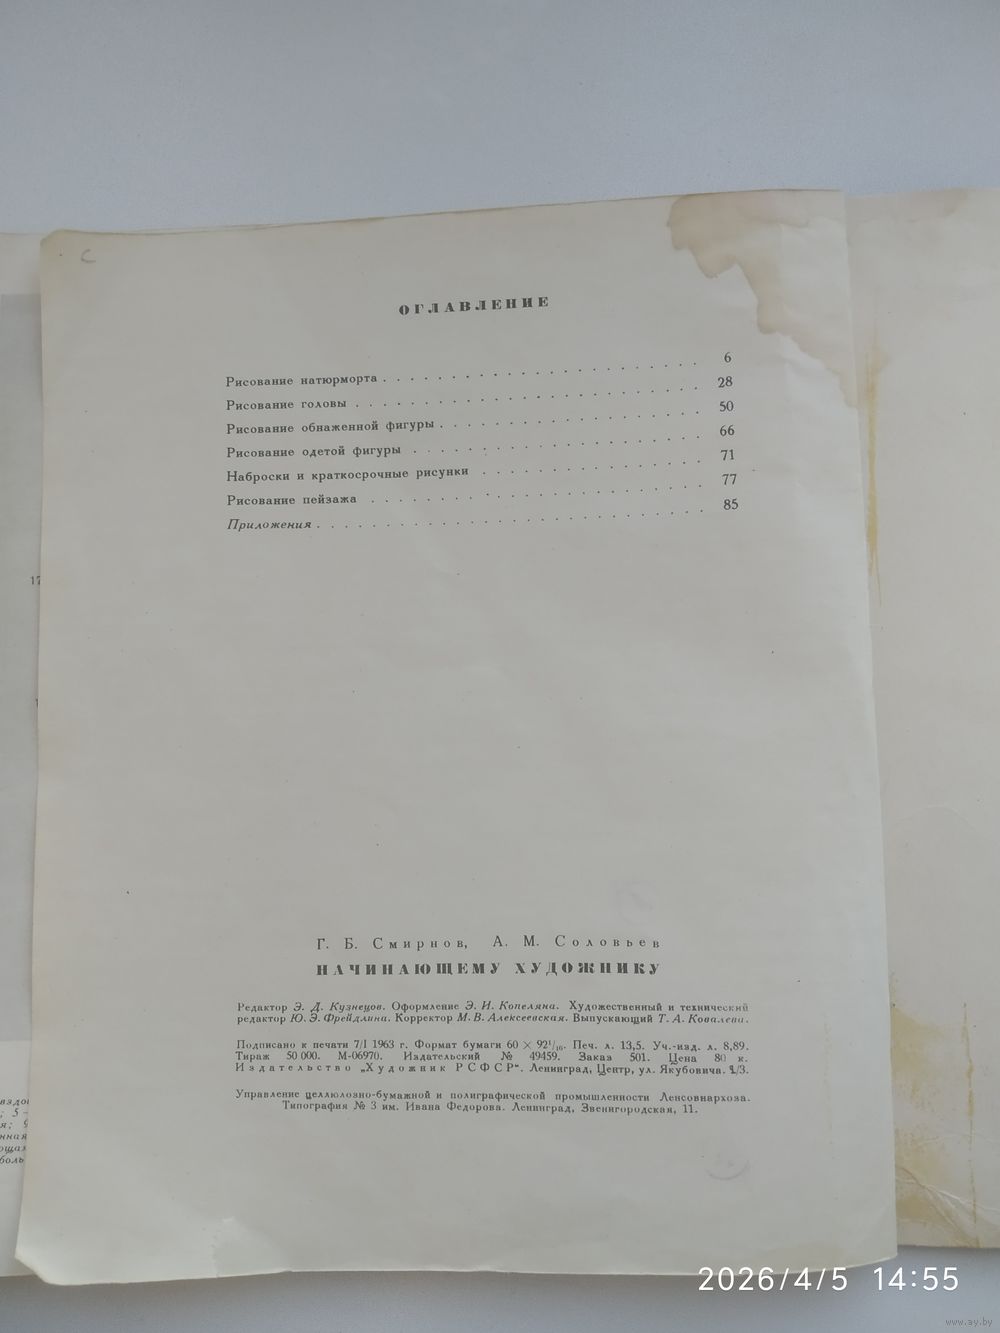 С
ОГЛАВЛЕНИЕ
Рисование натюрморта . . . . . . . . . . . . . . . . . . . . . . . . 6
Рисование головы . . . . . . . . . . . . . . . . . . . . . . . . . . 28
Рисование обнаженной фигуры . . . . . . . . . . . . . . . . . . . . 50
Рисование одетой фигуры . . . . . . . . . . . . . . . . . . . . . . 66
Наброски и краткосрочные рисунки . . . . . . . . . . . . . . . . . 71
Рисование пейзажа . . . . . . . . . . . . . . . . . . . . . . . . . 77
Приложения . . . . . . . . . . . . . . . . . . . . . . . . . . . . . 85
17
Г. Б. Смирнов, А. М. Соловьев
НАЧИНАЮЩЕМУ ХУДОЖНИКУ
Редактор Э. Д. Кузнецов. Оформление Э. И. Копеляна. Художественный и технический
редактор Ю. Э. Фрейдлина. Корректор М. В. Алексеевская. Выпускающий Т. А. Ковалева.
Подписано к печати 7/I 1963 г. Формат бумаги 60 × 92¹/₁₆. Печ. л. 13,5. Уч.-изд. л. 8,89.
Тираж 50 000. М-06970. Издательский № 49459. Заказ 501. Цена 80 к.
Издательство „Художник РСФСР“. Ленинград, Центр, ул. Якубовича. 2/3.
Управление целлюлозно-бумажной и полиграфической промышленности Ленсовнархоза.
Типография № 3 им. Ивана Федорова. Ленинград, Звенигородская, 11.
2026/4/5 14:55
www.ay.by